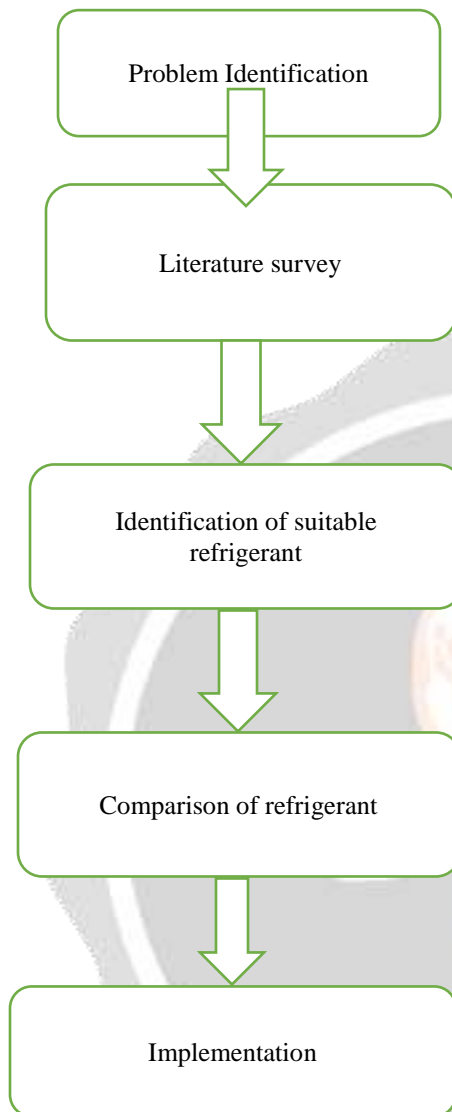 Problem Identification
Literature survey
Identification of suitable
refrigerant
Comparison of refrigerant
Implementation